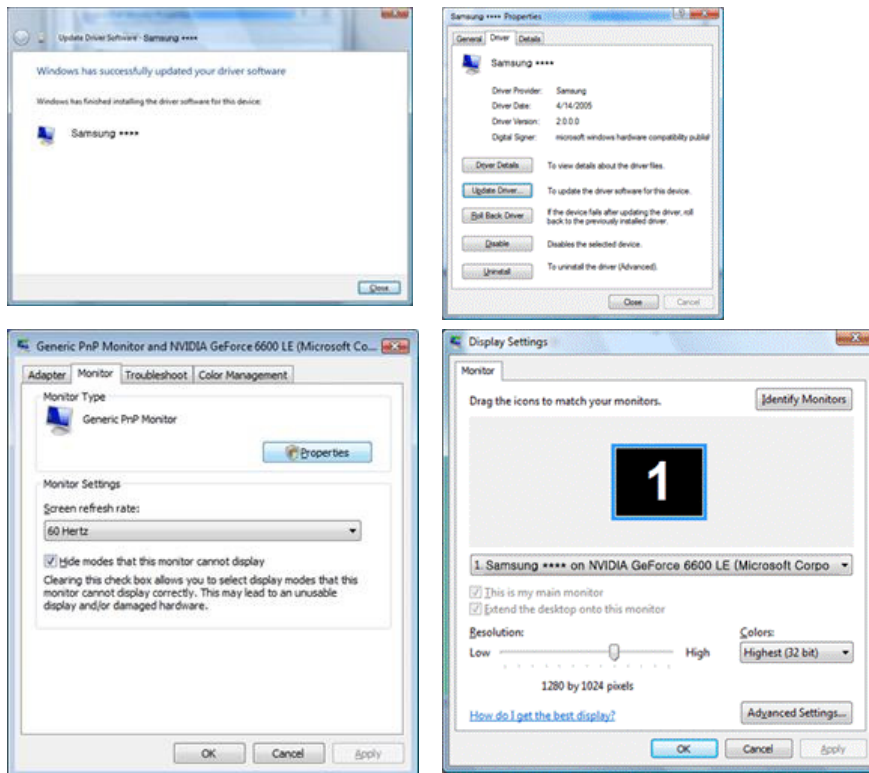 Update Driver Software - Samsung ****
Windows has successfully updated your driver software
Windows has finished installing the driver software for this device:
Samsung ****
Close
Samsung **** Properties
General Driver Details
Samsung ****
Driver Provider: Samsung
Driver Date: 4/14/2005
Driver Version: 2.0.0.0
Digital Signer: microsoft windows hardware compatibility publis
Driver Details To view details about the driver files.
Update Driver... To update the driver software for this device.
Roll Back Driver If the device fails after updating the driver, roll
back to the previously installed driver.
Disable Disables the selected device.
Uninstall To uninstall the driver (Advanced).
Close Cancel
Generic PnP Monitor and NVIDIA GeForce 6600 LE (Microsoft Co...
Adapter Monitor Troubleshoot Color Management
Monitor Type
Generic PnP Monitor
Properties
Monitor Settings
Screen refresh rate:
60 Hertz
Hide modes that this monitor cannot display
Clearing this check box allows you to select display modes that this
monitor cannot display correctly. This may lead to an unusable
display and/or damaged hardware.
OK Cancel Apply
Display Settings
Monitor
Drag the icons to match your monitors. Identify Monitors
1
1. Samsung **** on NVIDIA GeForce 6600 LE (Microsoft Corpo
This is my main monitor
Extend the desktop onto this monitor
Resolution: Colors:
Low High Highest (32 bit)
1280 by 1024 pixels
How do I get the best display? Advanced Settings...
OK Cancel Apply